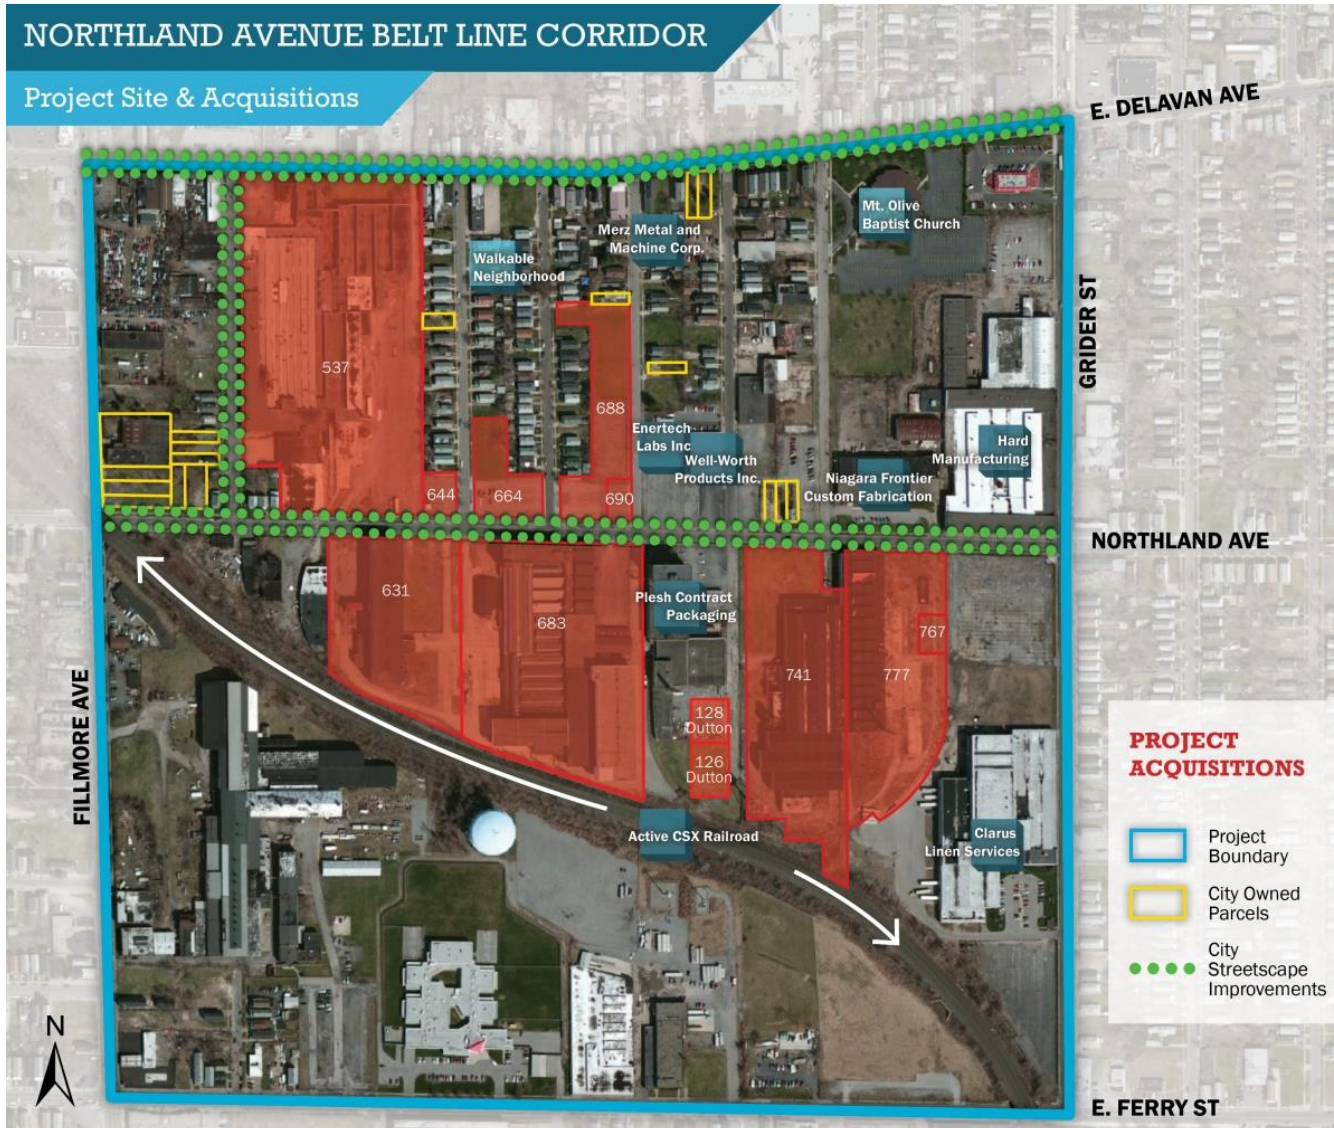 NORTHLAND AVENUE BELT LINE CORRIDOR
Project Site & Acquisitions
E. DELAVAN AVE
Mt. Olive
Baptist Church
Merz Metal and
Machine Corp.
Walkable
Neighborhood
GRIDER ST
537
688
Enertech
Labs Inc
Well-Worth
Products Inc.
Hard
Manufacturing
Niagara Frontier
Custom Fabrication
644
664
690
NORTHLAND AVE
631
683
Plesh Contract
Packaging
767
741
777
128
Dutton
126
Dutton
FILLMORE AVE
Active CSX Railroad
Clarus
Linen Services
PROJECT
ACQUISITIONS
Project
Boundary
City Owned
Parcels
City
Streetscape
Improvements
N
E. FERRY ST